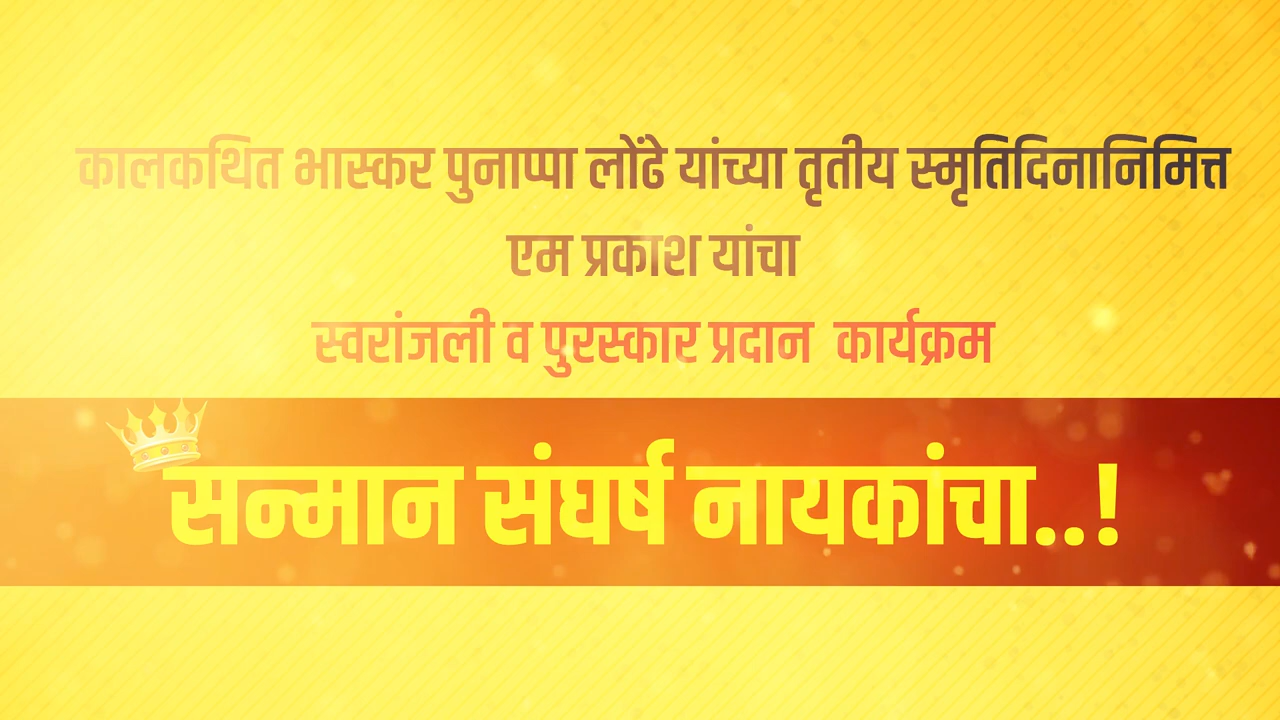 कालकथित भास्कर पुनाप्पा लोंढे यांच्या तृतीय स्मृतिदिनानिमित्त
एम प्रकाश यांचा
स्वरांजली व पुरस्कार प्रदान कार्यक्रम
सन्मान संघर्ष नायकांचा..!